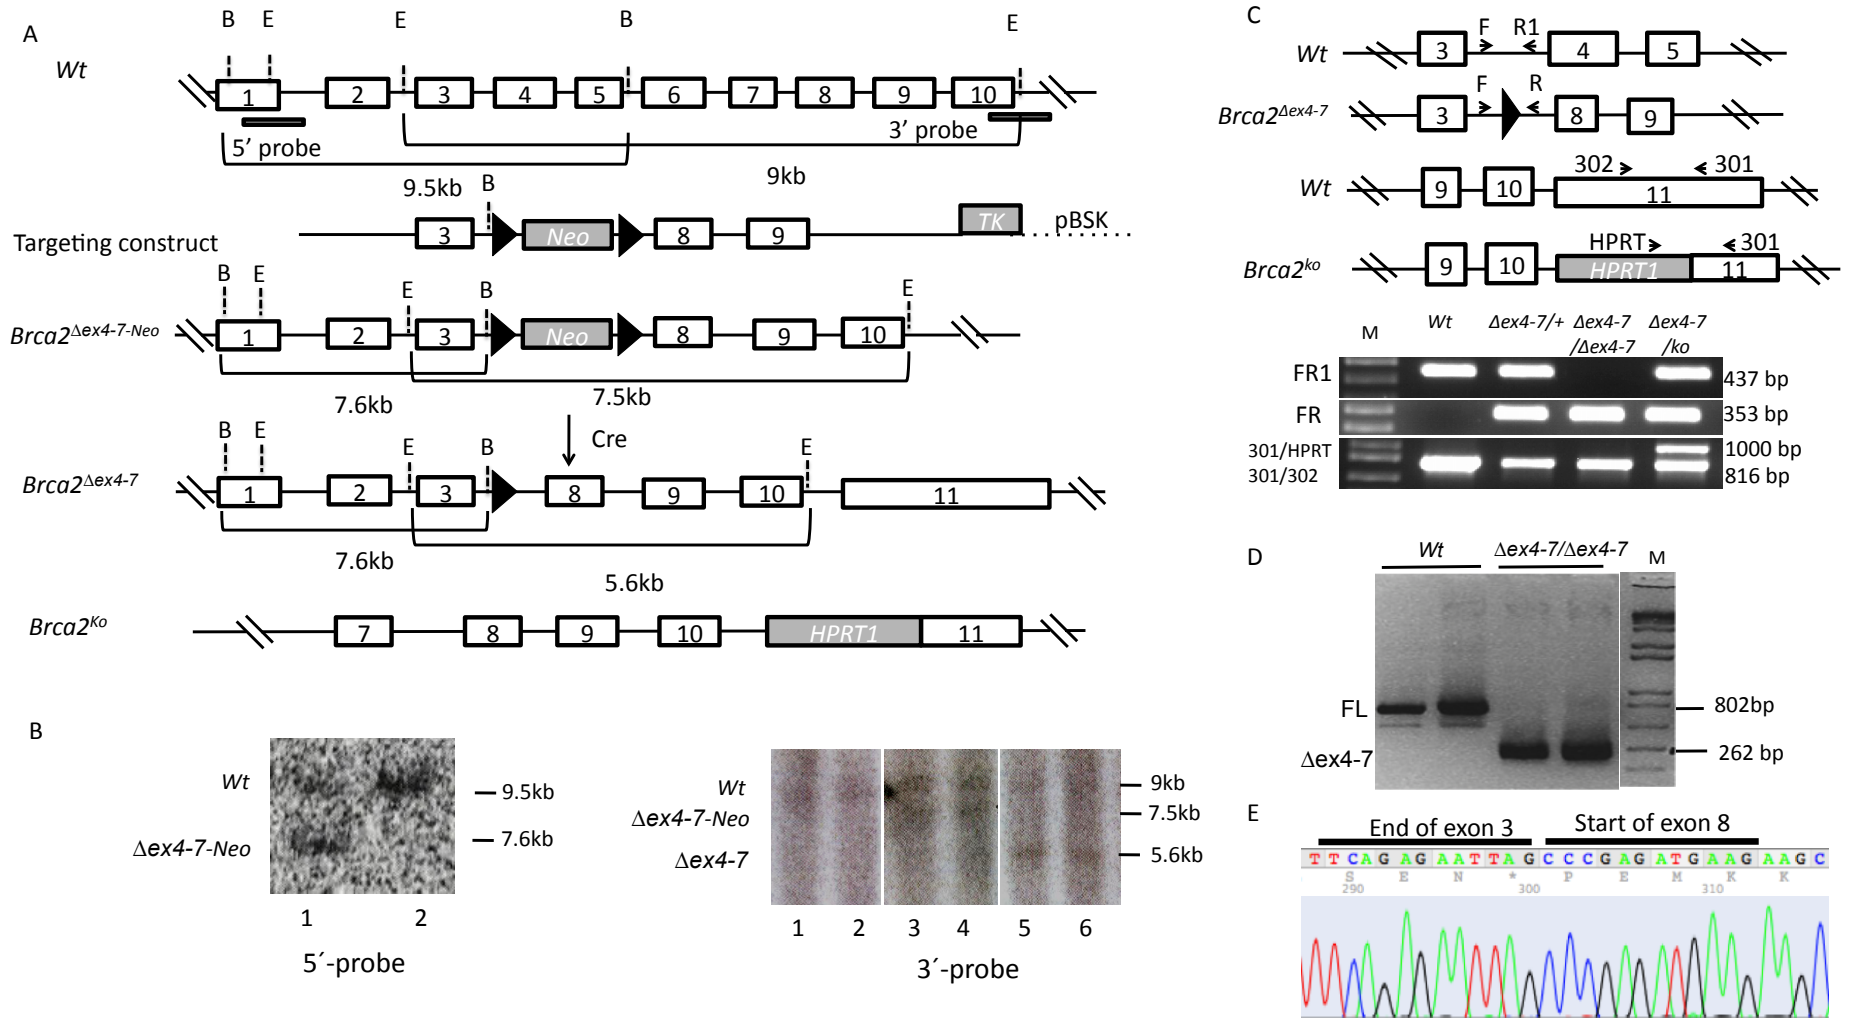 A
B E E B E
Wt
1 2 3 4 5 6 7 8 9 10
5’ probe
3’ probe
9.5kb
9kb
B
Targeting construct
3 Neo 8 9 TK pBSK
B E E B E
Brca2Δex4-7-Neo
1 2 3 Neo 8 9 10
7.6kb
7.5kb
Cre
B E E B E
Brca2Δex4-7
1 2 3 8 9 10 11
7.6kb
5.6kb
Brca2Ko
7 8 9 10 HPRT1 11
B
Wt
9.5kb
Δex4-7-Neo
7.6kb
1 2
5´-probe
Wt
9kb
Δex4-7-Neo
7.5kb
Δex4-7
5.6kb
1 2 3 4 5 6
3´-probe
C
F R1
Wt
3 4 5
F R
Brca2Δex4-7
3 8 9
302 301
Wt
9 10 11
HPRT 301
Brca2ko
9 10 HPRT1 11
M Wt Δex4-7/+ Δex4-7 Δex4-7
/Δex4-7 /ko
FR1 437 bp
FR 353 bp
301/HPRT 1000 bp
301/302 816 bp
D
Wt Δex4-7/Δex4-7 M
FL 802bp
Δex4-7 262 bp
E
End of exon 3 Start of exon 8
T T C A G A G A A T T A G C C C G A G A T G A A G A A G C
S E N * P E M K K
290 300 310